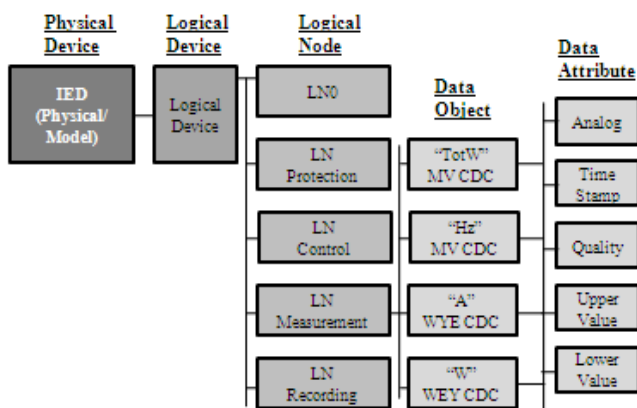 Physical
Device
Logical
Device
Logical
Node
Data
Object
Data
Attribute
IED
(Physical/
Model)
Logical
Device
LN0
LN
Protection
LN
Control
LN
Measurement
LN
Recording
“TotW”
MV CDC
“Hz”
MV CDC
“A”
WYE CDC
“W”
WEY CDC
Analog
Time
Stamp
Quality
Upper
Value
Lower
Value